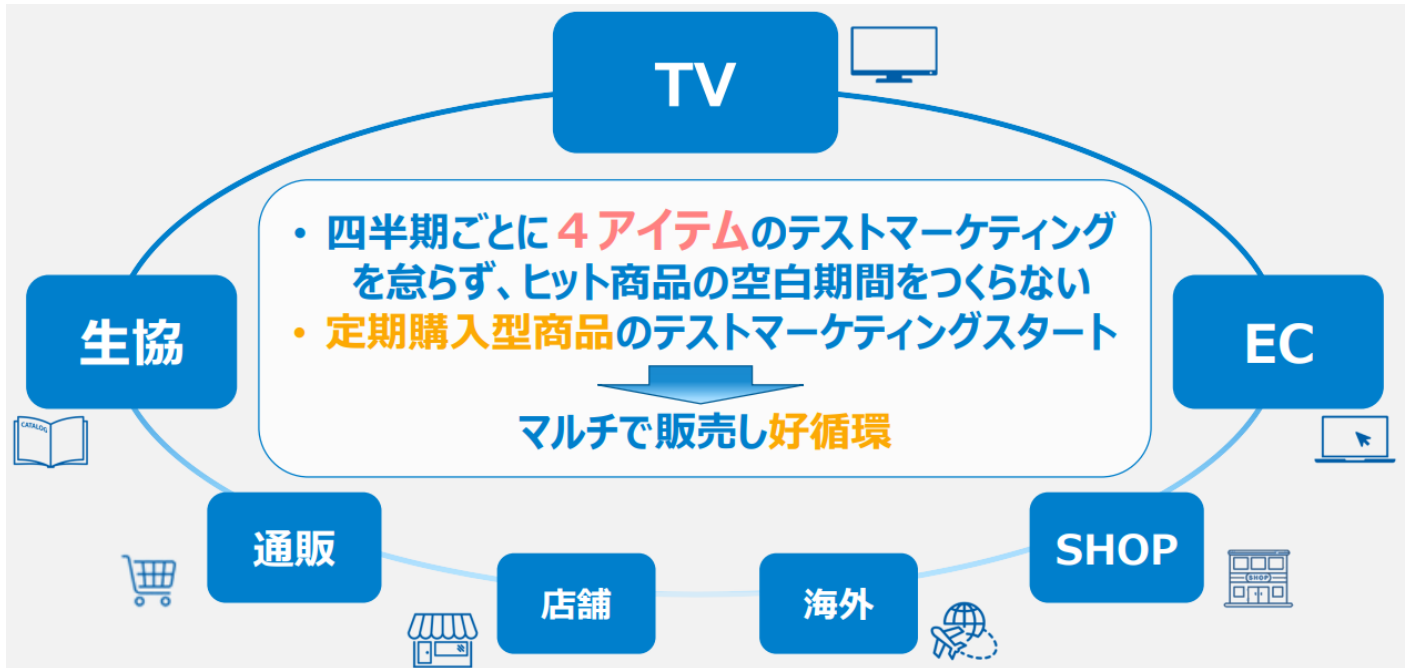 TV
・四半期ごとに４アイテムのテストマーケティング
を怠らず、ヒット商品の空白期間をつくらない
・定期購入型商品のテストマーケティングスタート
マルチで販売し好循環
生協
EC
CATALOG
通販
SHOP
店舗
海外
SHOP